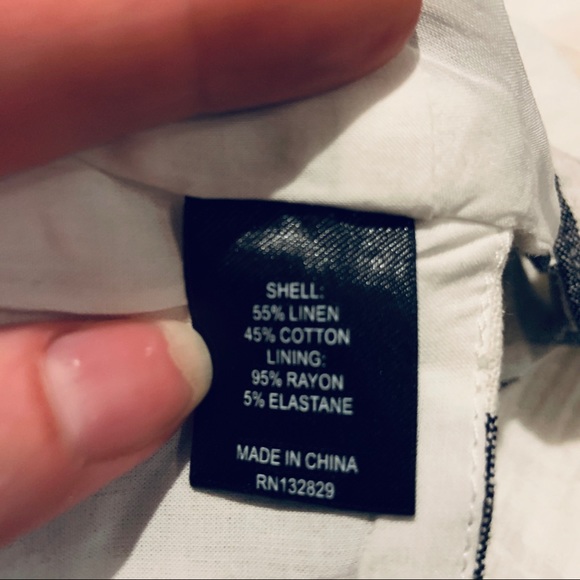 SHELL:
55% LINEN
45% COTTON
LINING:
95% RAYON
5% ELASTANE
MADE IN CHINA
RN132829